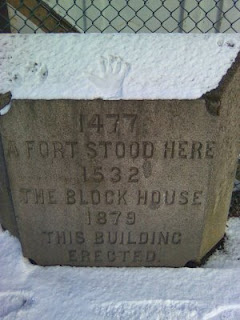 1477
A FORT STOOD HERE
1532
THE BLOCK HOUSE
1879
THIS BUILDING
ERECTED.